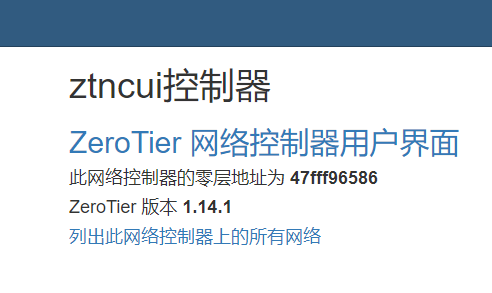 ztncui控制器
ZeroTier 网络控制器用户界面
此网络控制器的零层地址为 47fff96586
ZeroTier 版本 1.14.1
列出此网络控制器上的所有网络